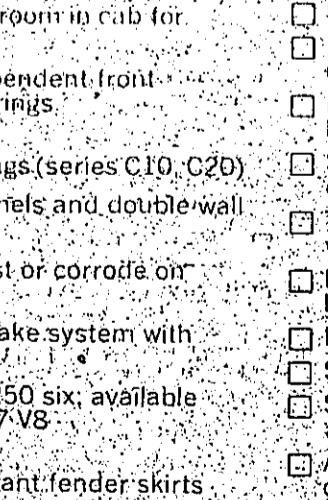 room in cab for
pendent front
rings
ngs (series C10, C20)
nels and double wall
st or corrode on
ake system with
50 six; available
7 V8
tant fender skirts